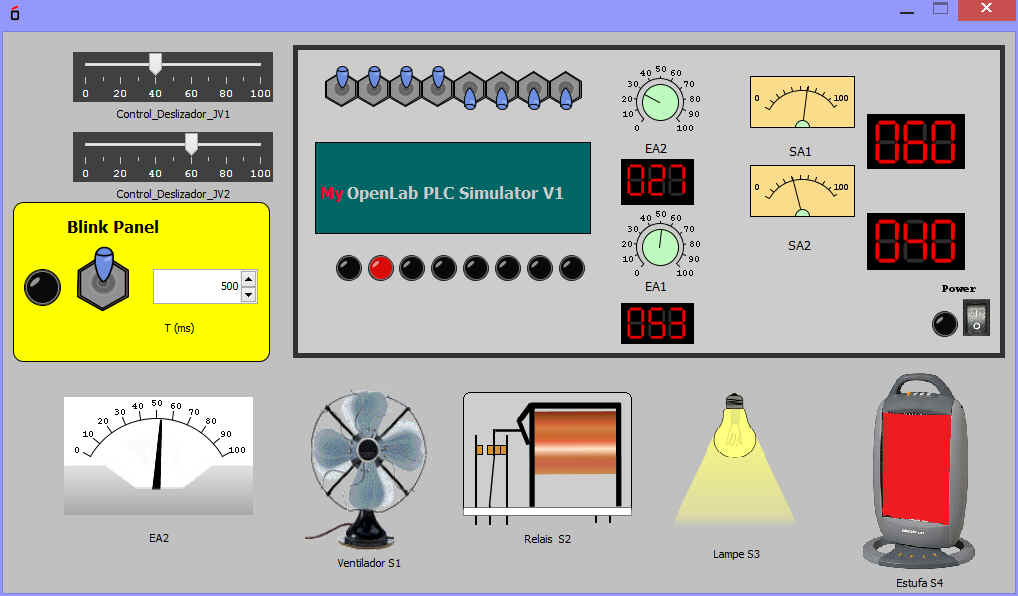 0 20 40 60 80 100
Control_Deslizador_JV1
0 20 40 60 80 100
Control_Deslizador_JV2
Blink Panel
500
T (ms)
My OpenLab PLC Simulator V1
0 10 20 30 40 50 60 70 80 90 100
EA2
027
0 10 20 30 40 50 60 70 80 90 100
EA1
053
0 100
SA1
060
0 100
SA2
040
Power
0 10 20 30 40 50 60 70 80 90 100
EA2
Ventilador S1
Relais S2
Lampe S3
Estufa S4